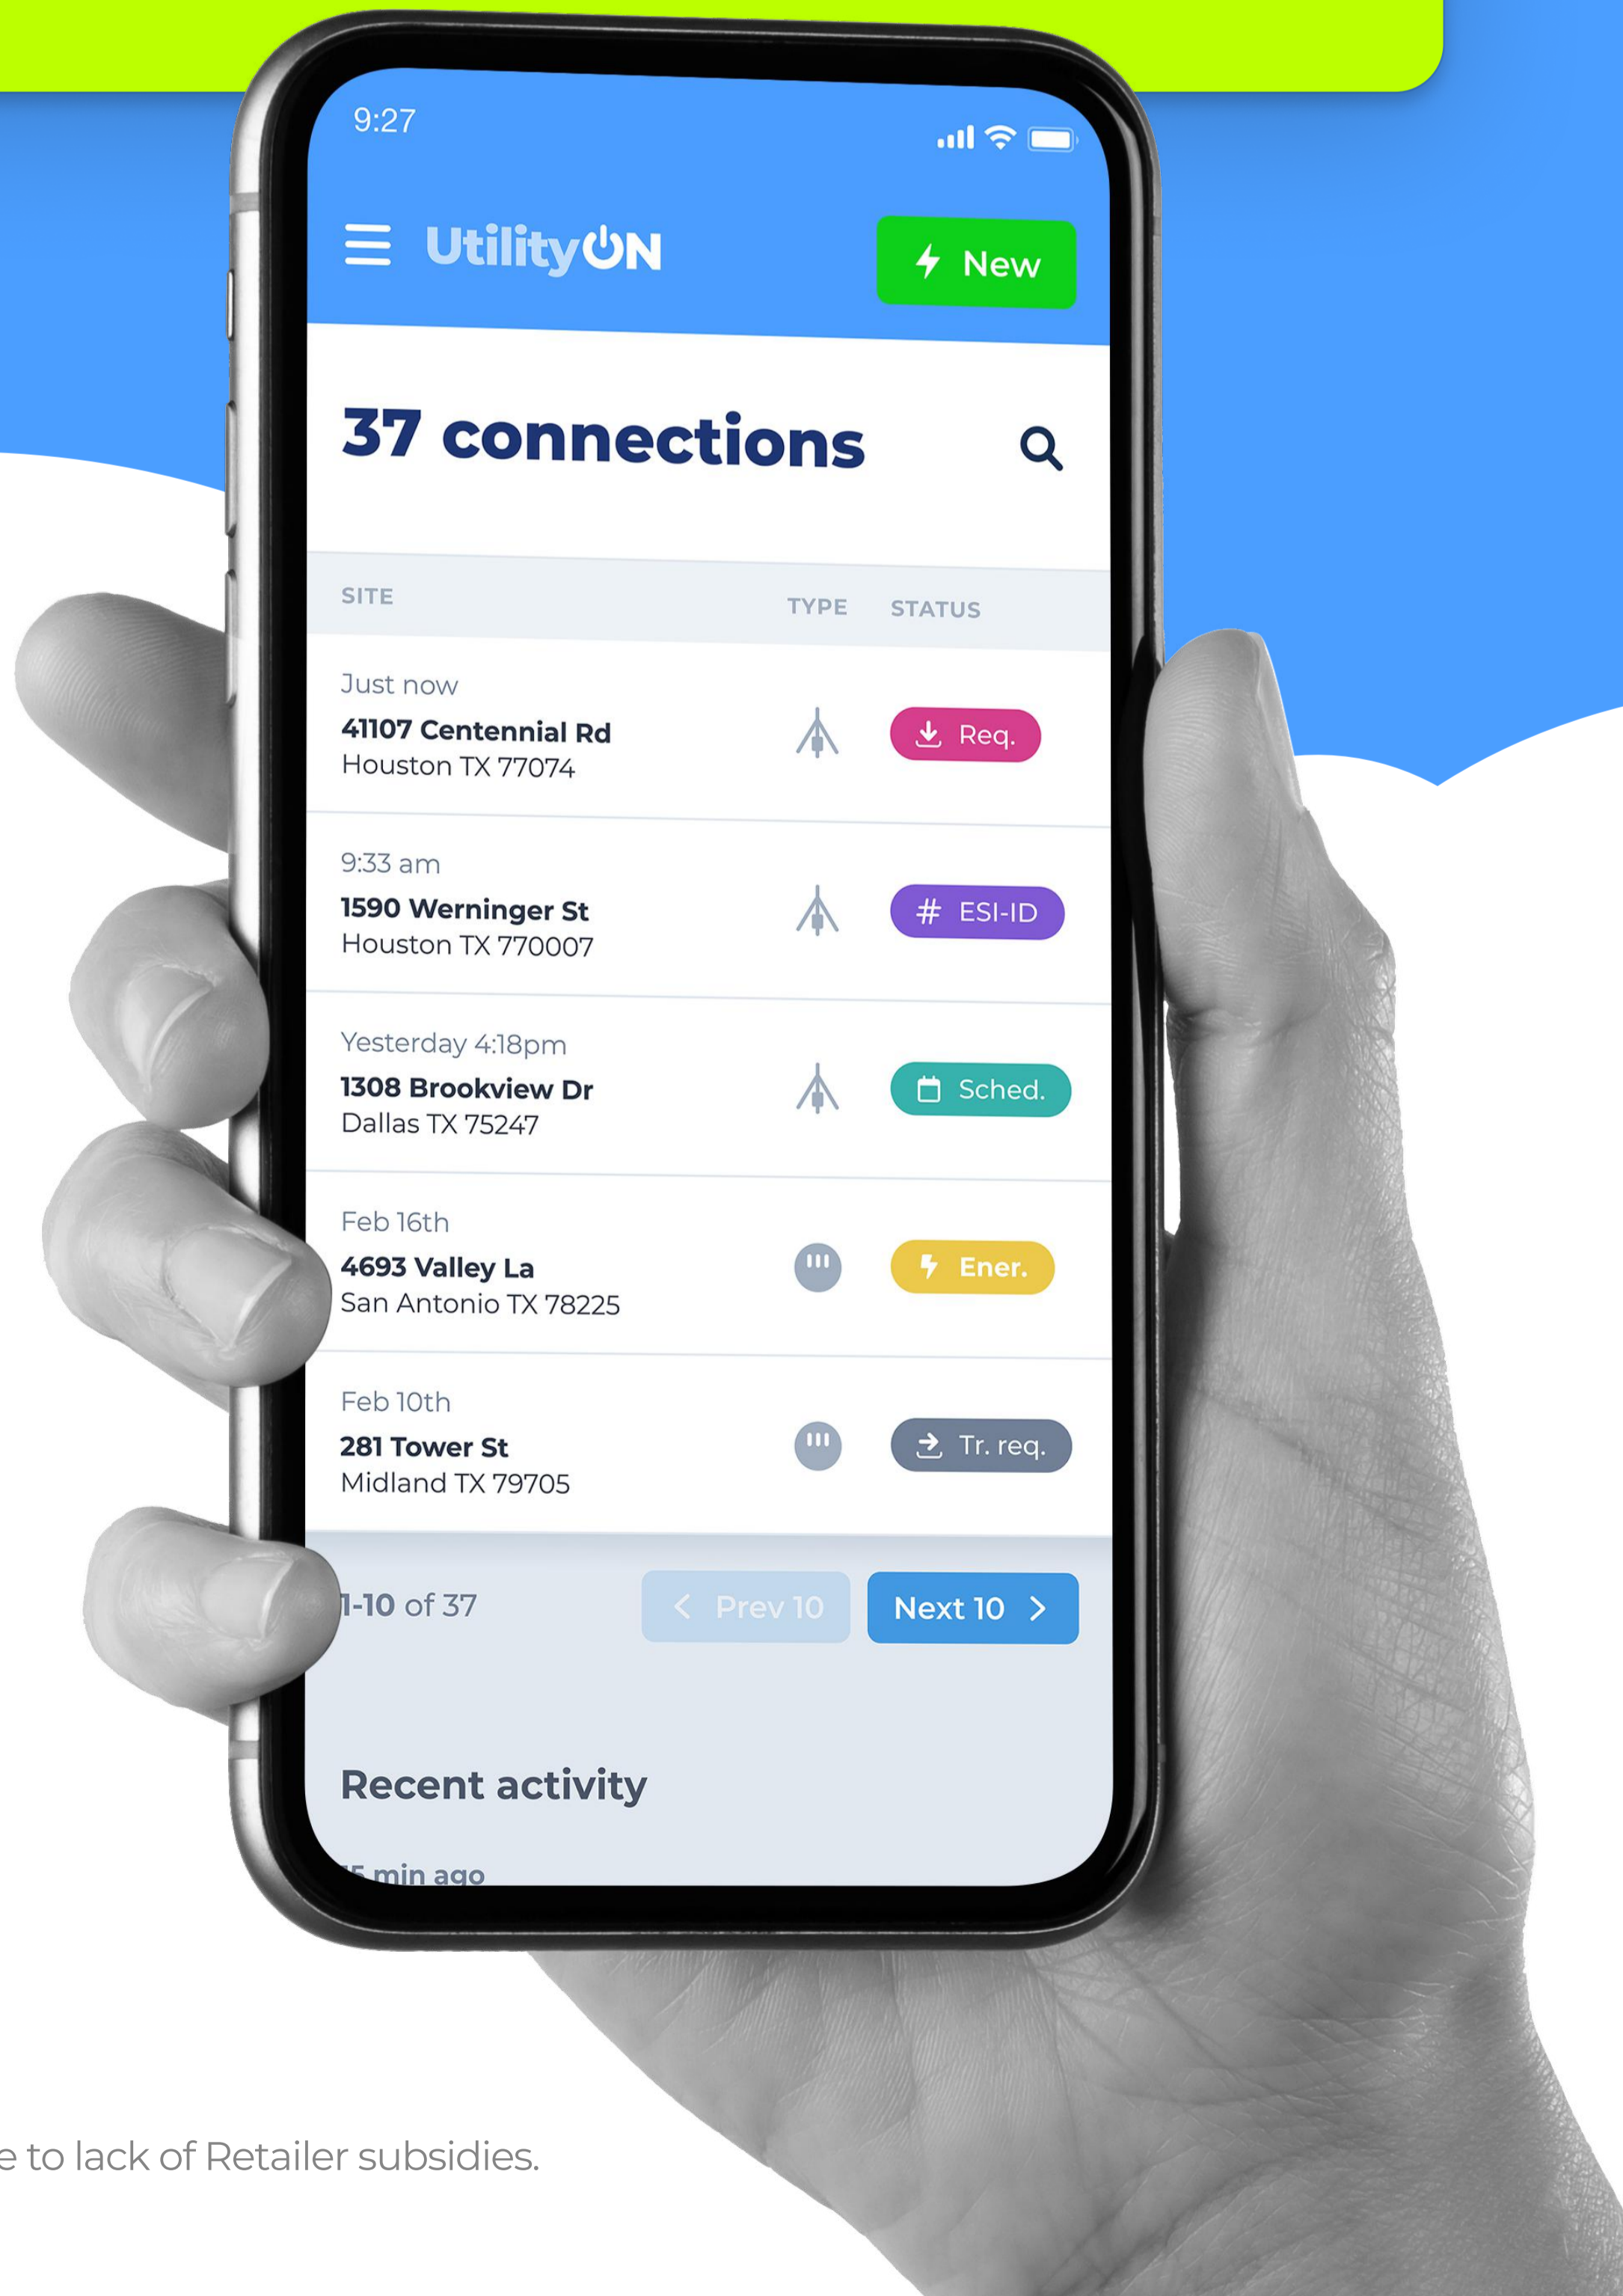 9:27
UtilityON
New
37 connections
SITE TYPE STATUS
Just now
41107 Centennial Rd
Houston TX 77074
Req.
9:33 am
1590 Werninger St
Houston TX 770007
# ESI-ID
Yesterday 4:18pm
1308 Brookview Dr
Dallas TX 75247
Sched.
Feb 16th
4693 Valley La
San Antonio TX 78225
Ener.
Feb 10th
281 Tower St
Midland TX 79705
Tr. req.
1-10 of 37
Prev 10
Next 10
Recent activity
min ago
to lack of Retailer subsidies.